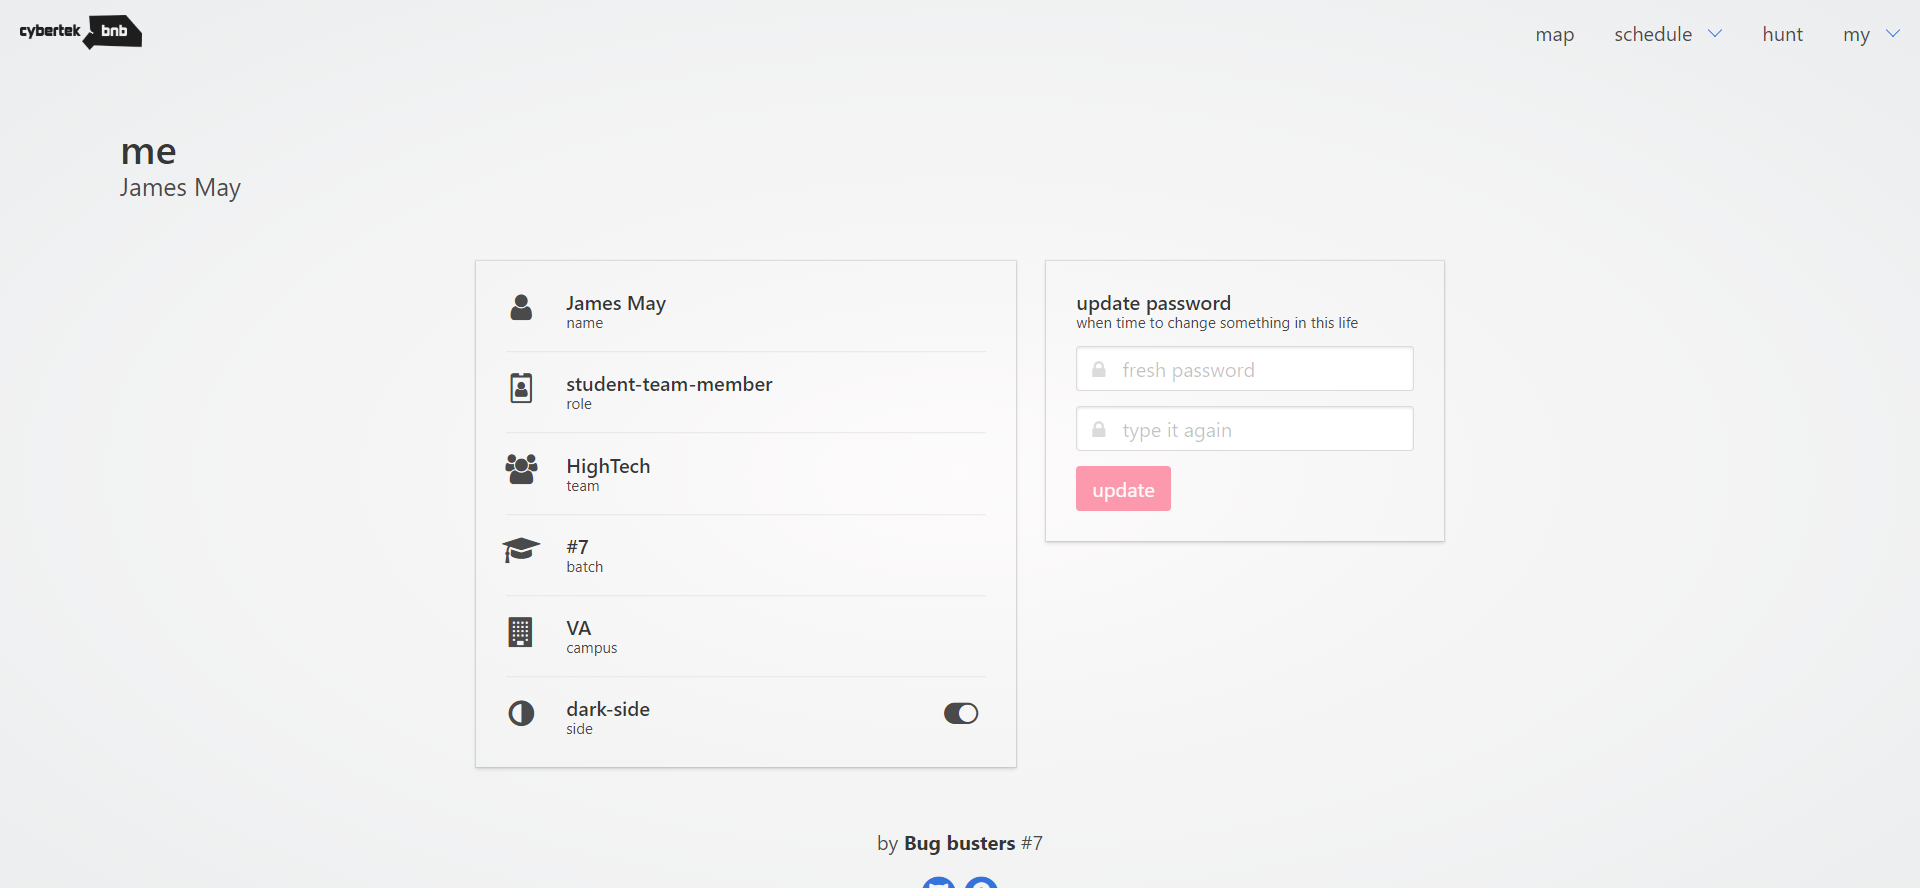 cybertek bnb
map schedule hunt my
me
James May
James May
name
student-team-member
role
HighTech
team
#7
batch
VA
campus
dark-side
side
update password
when time to change something in this life
fresh password
type it again
update
by Bug busters #7